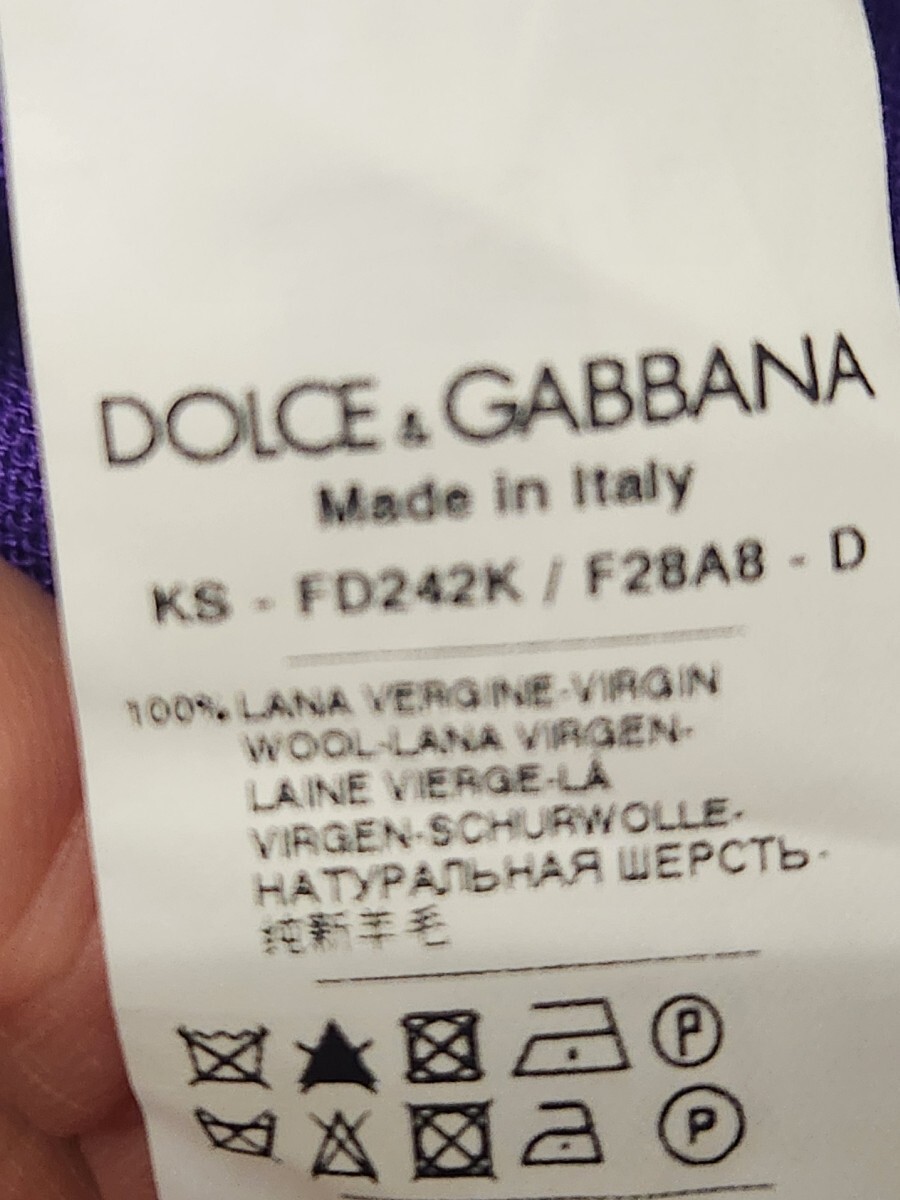 DOLCE & GABBANA
Made in Italy
KS - FD242K / F28A8 - D
100% LANA VERGINE-VIRGIN
WOOL-LANA VIRGEN-
LAINE VIERGE-LÀ
VIRGEN-SCHURWOLLE-
НАТУРАЛЬНАЯ ШЕРСТЬ-
纯新羊毛
P
P